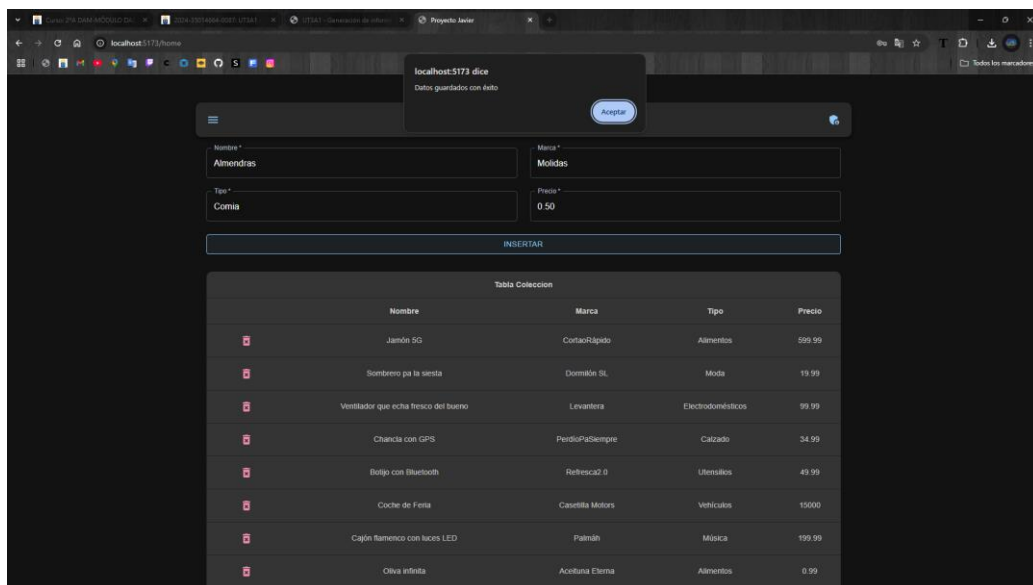 Curso: 2ºA DAM-MÓDULO DA
2024-25
UT3A1
UT3A1 - Generación de inform
Proyecto Javier
localhost:5173/home
Todos los marcadores
localhost:5173 dice
Datos guardados con éxito
Aceptar
Nombre * Marca *
Almendras Molidas
Tipo * Precio *
Comia 0.50
INSERTAR
Tabla Coleccion
Nombre Marca Tipo Precio
Jamón 5G CortaoRápido Alimentos 599.99
Sombrero pa la siesta Dormilón SL Moda 19.99
Ventilador que echa fresco del bueno Levantera Electrodomésticos 99.99
Chancla con GPS PerdíoPaSiempre Calzado 34.99
Botijo con Bluetooth Refresca2.0 Utensilios 49.99
Coche de Feria Casetilla Motors Vehículos 15000
Cajón flamenco con luces LED Palmáh Música 199.99
Oliva infinita Aceituna Eterna Alimentos 0.99